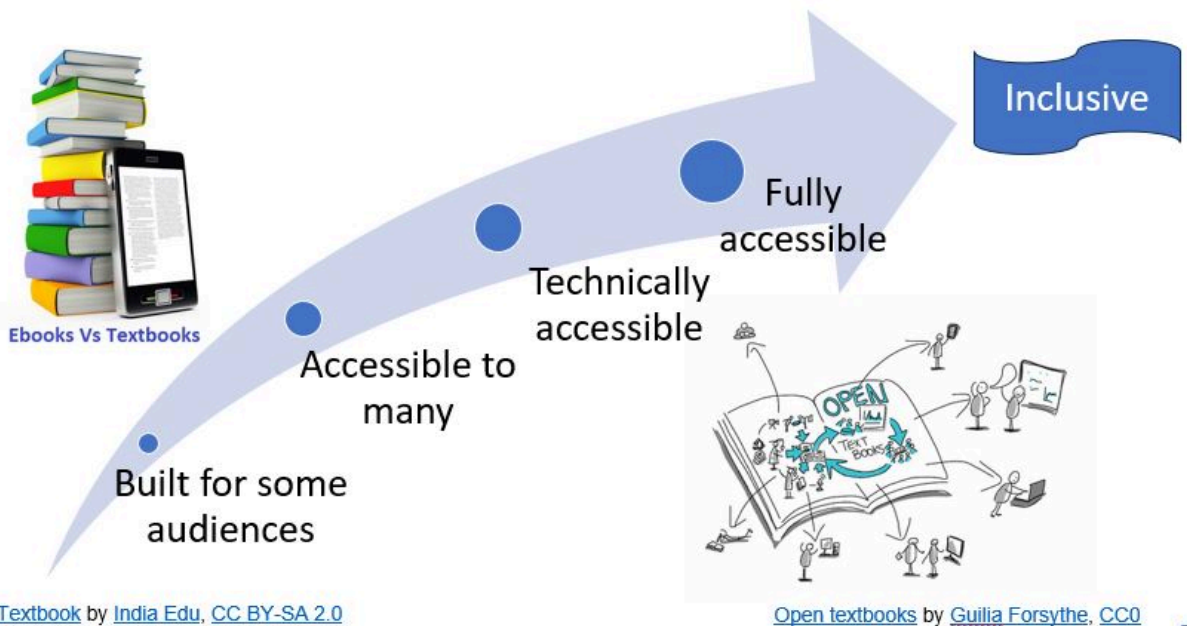 Inclusive
Fully
accessible
Technically
accessible
Accessible to
many
Built for some
audiences
Ebooks Vs Textbooks
OPEN
TEXT
BOOKS
Textbook by India Edu, CC BY-SA 2.0
Open textbooks by Guilia Forsythe, CC0